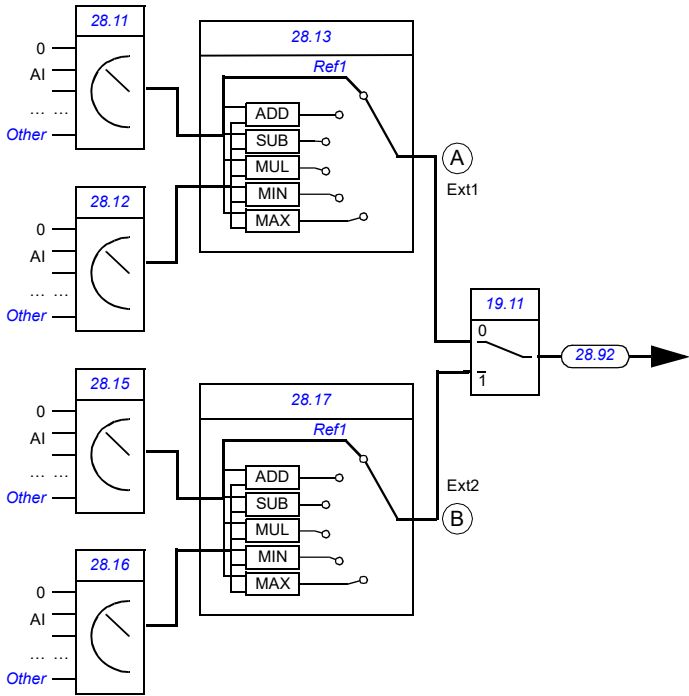 28.11
0
AI
... ...
Other
28.13
Ref1
ADD
SUB
MUL
MIN
MAX
A
Ext1
28.12
0
AI
... ...
Other
19.11
0
1
28.92
28.15
0
AI
... ...
Other
28.17
Ref1
ADD
SUB
MUL
MIN
MAX
Ext2
B
28.16
0
AI
... ...
Other